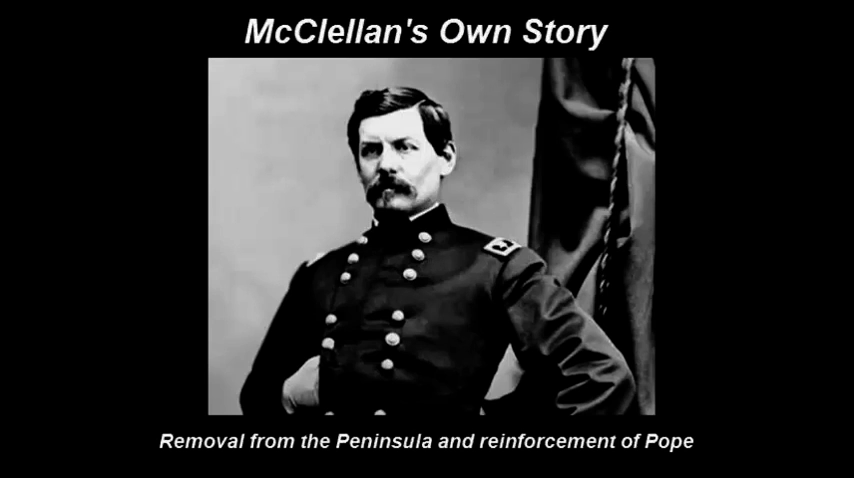 McClellan's Own Story
Removal from the Peninsula and reinforcement of Pope